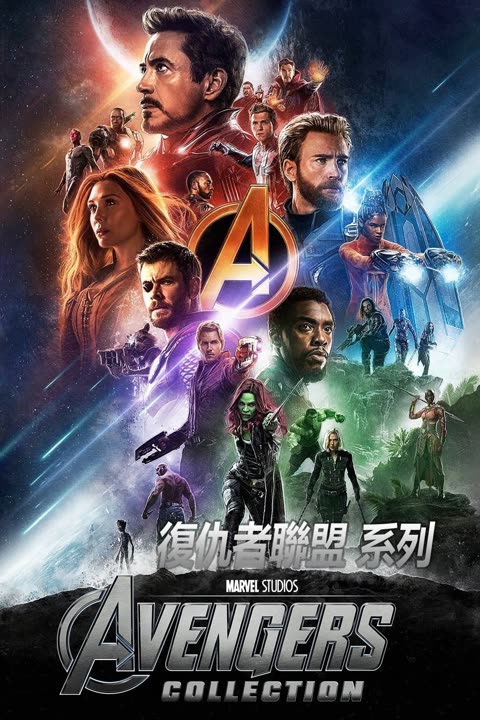 復仇者聯盟 系列
MARVEL STUDIOS
AVENGERS
COLLECTION